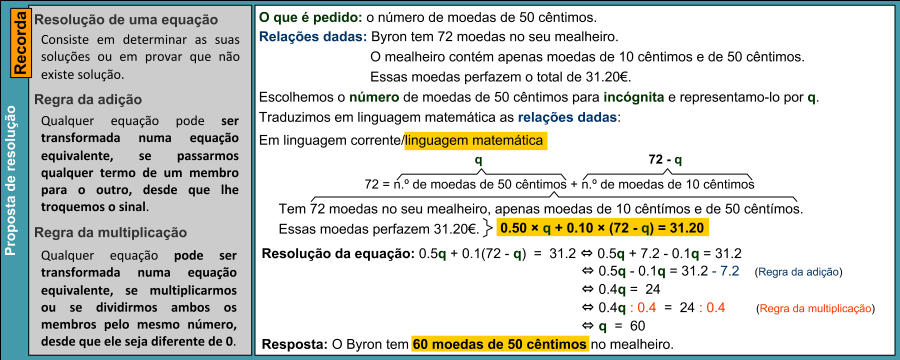 Proposta de resolução
Recorda
Resolução de uma equação
Consiste em determinar as suas
soluções ou em provar que não
existe solução.
Regra da adição
Qualquer equação pode ser
transformada numa equação
equivalente, se passarmos
qualquer termo de um membro
para o outro, desde que lhe
troquemos o sinal.
Regra da multiplicação
Qualquer equação pode ser
transformada numa equação
equivalente, se multiplicarmos
ou se dividirmos ambos os
membros pelo mesmo número,
desde que ele seja diferente de 0.
O que é pedido: o número de moedas de 50 cêntimos.
Relações dadas: Byron tem 72 moedas no seu mealheiro.
O mealheiro contém apenas moedas de 10 cêntimos e de 50 cêntimos.
Essas moedas perfazem o total de 31.20€.
Escolhemos o número de moedas de 50 cêntimos para incógnita e representamo-lo por q.
Traduzimos em linguagem matemática as relações dadas:
Em linguagem corrente/linguagem matemática
q 72 - q
72 = n.º de moedas de 50 cêntimos + n.º de moedas de 10 cêntimos
Tem 72 moedas no seu mealheiro, apenas moedas de 10 cêntímos e de 50 cêntímos.
Essas moedas perfazem 31.20€. 0.50 × q + 0.10 × (72 - q) = 31.20
Resolução da equação: 0.5q + 0.1(72 - q) = 31.2 ⇔ 0.5q + 7.2 - 0.1q = 31.2
⇔ 0.5q - 0.1q = 31.2 - 7.2 (Regra da adição)
⇔ 0.4q = 24
⇔ 0.4q : 0.4 = 24 : 0.4 (Regra da multiplicação)
⇔ q = 60
Resposta: O Byron tem 60 moedas de 50 cêntimos no mealheiro.